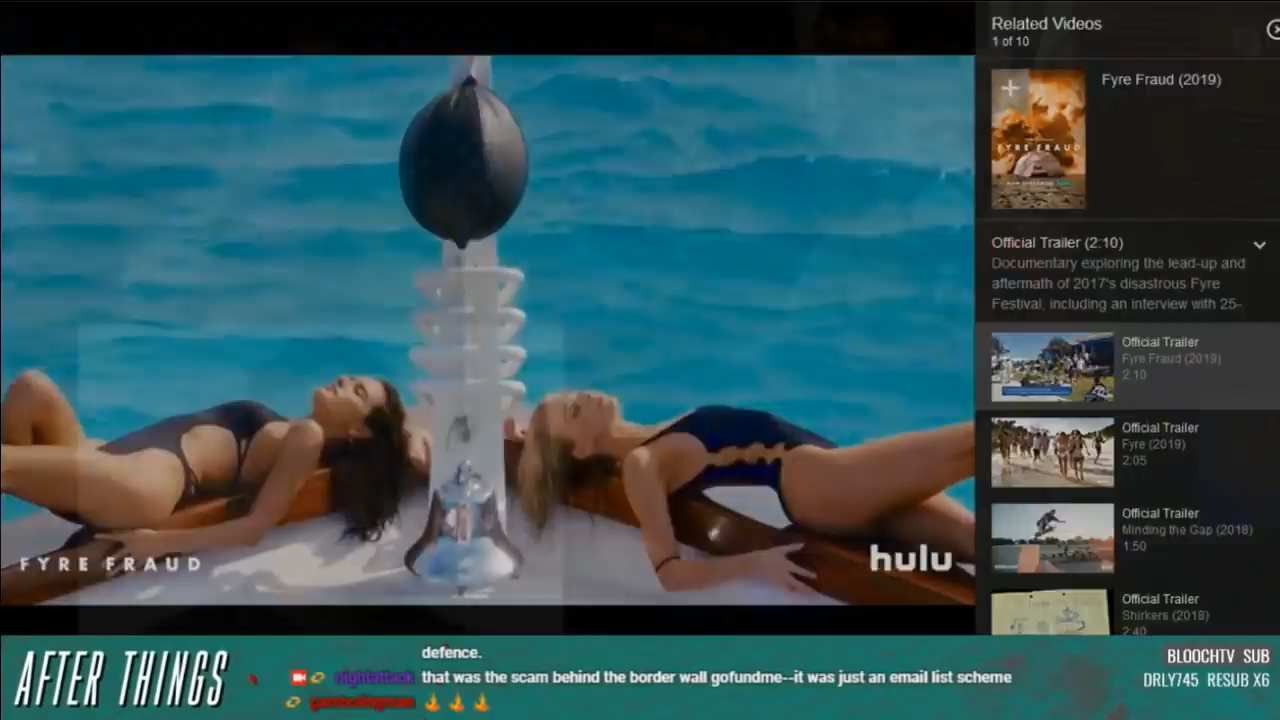 Related Videos
1 of 10
Fyre Fraud (2019)
FYRE FRAUD
Official Trailer (2:10)
Documentary exploring the lead-up and
aftermath of 2017's disastrous Fyre
Festival, including an interview with 25-
Official Trailer
Fyre Fraud (2019)
2:10
Official Trailer
Fyre (2019)
2:05
Official Trailer
Minding the Gap (2018)
1:50
Official Trailer
Shirkers (2018)
2:40
FYRE FRAUD
hulu
AFTER THINGS
defence.
nightattack that was the scam behind the border wall gofundme--it was just an email list scheme
BLOOCHTV SUB
DRLY745 RESUB X6